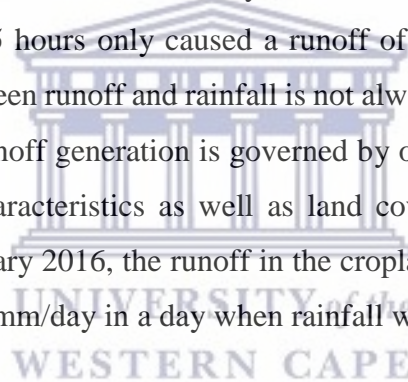 5 hours only caused a runoff of
een runoff and rainfall is not alw
noff generation is governed by o
aracteristics as well as land cov
ary 2016, the runoff in the cropla
UNIVERSITY of the
mm/day in a day when rainfall w
WESTERN CAPE